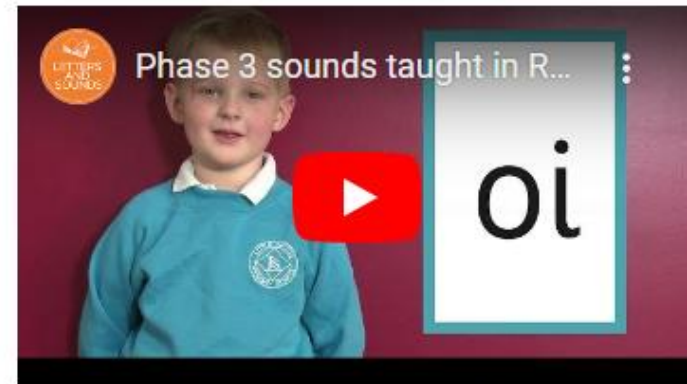 LETTERS
AND
SOUNDS
Phase 3 sounds taught in R...
oi